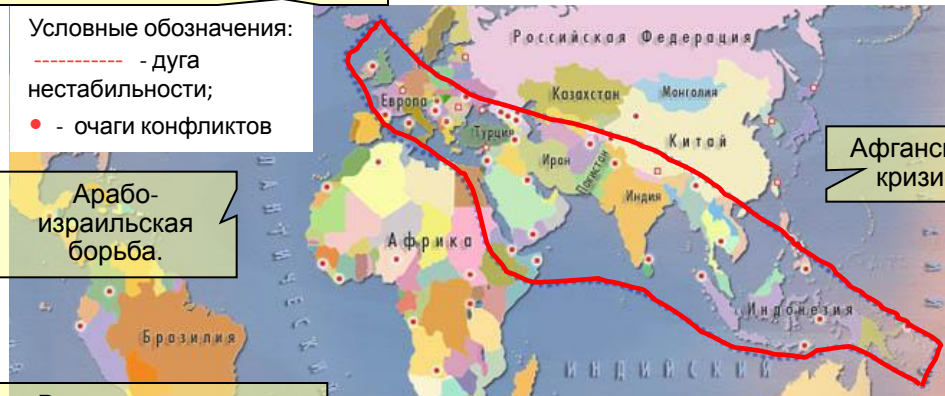 Условные обозначения:
------------ - дуга
нестабильности;
- очаги конфликтов
Российская Федерация
Казахстан
Монголия
Европа
Турция
Китай
Иран
Пакистан
Индия
Афганс
кризи
Арабо-
израильская
борьба.
Африка
Индонезия
Бразилия
ИНДИЙСКИЙ